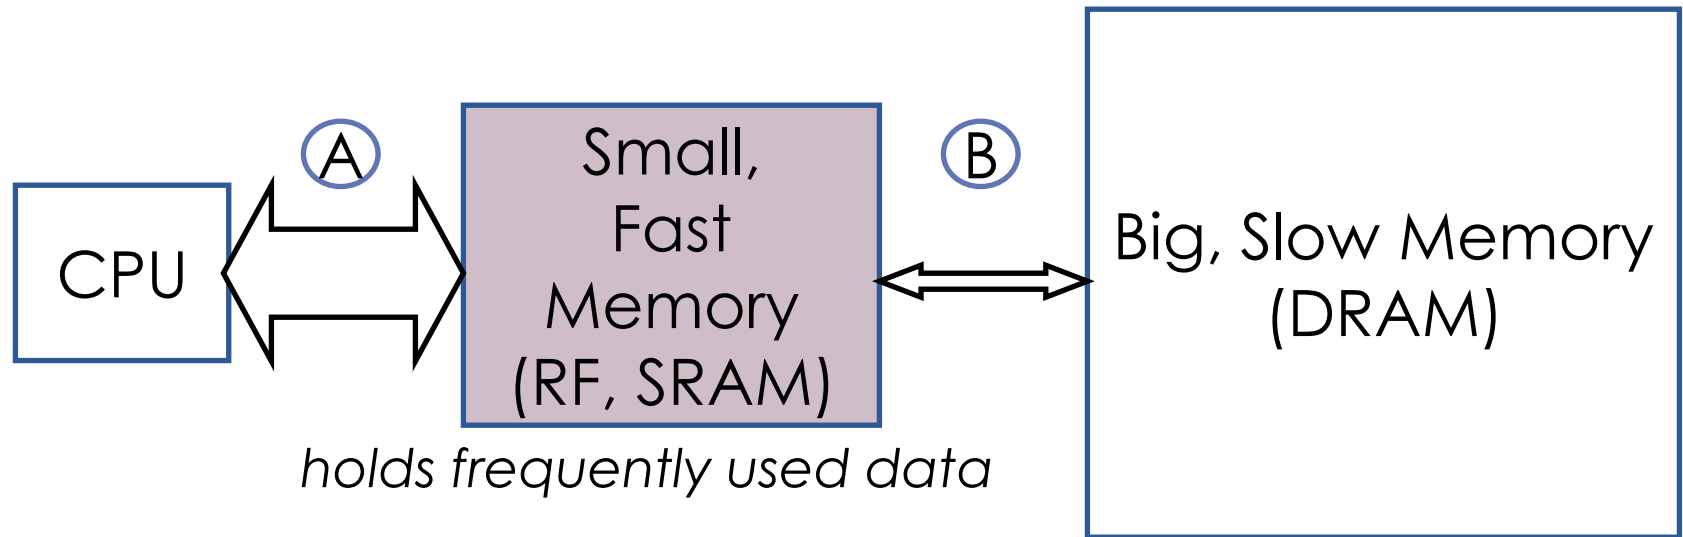 CPU
A
Small,
Fast
Memory
(RF, SRAM)
holds frequently used data
B
Big, Slow Memory
(DRAM)